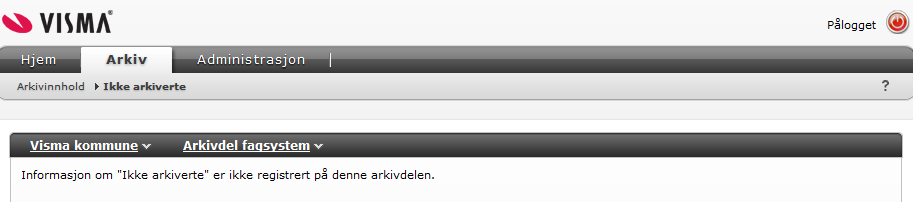 VISMA®
Pålogget
Hjem Arkiv Administrasjon |
Arkivinnhold Ikke arkiverte ?
Visma kommune Arkivdel fagsystem
Informasjon om "Ikke arkiverte" er ikke registrert på denne arkivdelen.